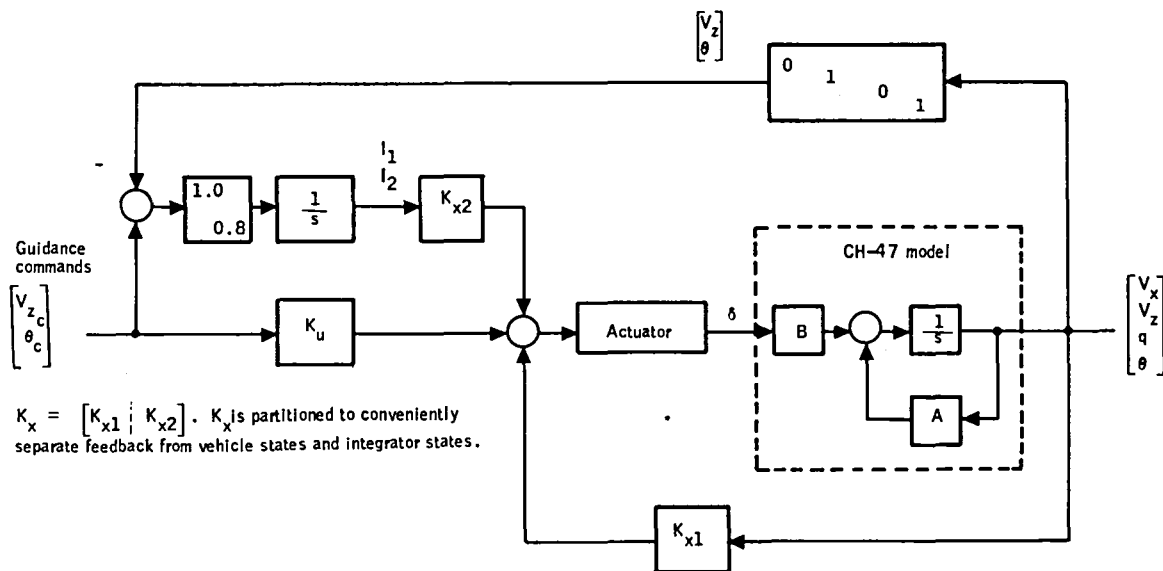 [V_z
θ]
0
1
0
1
-
1.0
0.8
1/s
I_1
I_2
K_x2
Guidance
commands
[V_z_c
θ_c]
K_u
Actuator
δ
CH-47 model
B
1/s
A
[V_x
V_z
q
θ]
K_x = [K_x1 ¦ K_x2]. K_x is partitioned to conveniently
separate feedback from vehicle states and integrator states.
K_x1